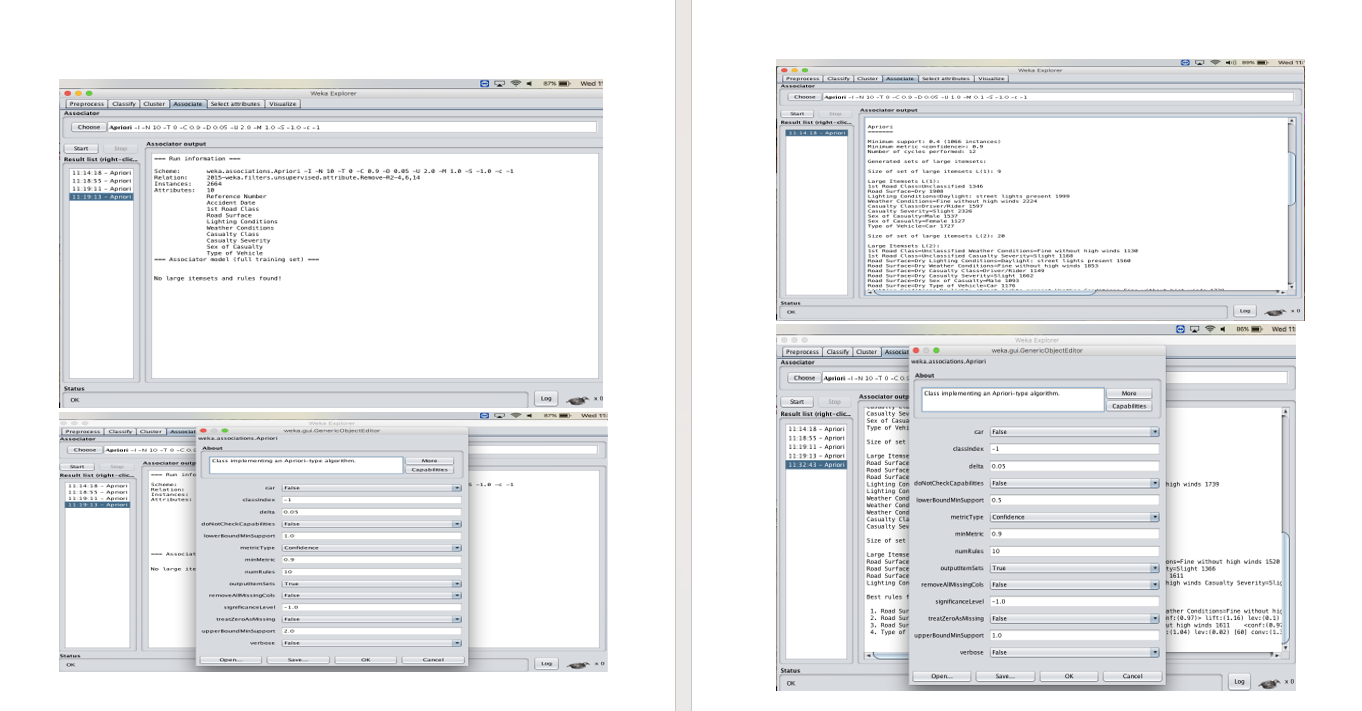 87% Wed 1
Weka Explorer
Preprocess Classify Cluster Associate Select attributes Visualize
Associator
Choose Apriori -I -N 10 -T 0 -C 0.9 -D 0.05 -U 2.0 -M 1.0 -S -1.0 -c -1
Start Stop
Associator output
Result list (right-clic...
11:14:18 - Apriori
11:18:55 - Apriori
11:19:11 - Apriori
11:19:13 - Apriori
=== Run information ===
Scheme: weka.associations.Apriori -I -N 10 -T 0 -C 0.9 -D 0.05 -U 2.0 -M 1.0 -S -1.0 -c -1
Relation: 2015-weka.filters.unsupervised.attribute.Remove-R2-4,6,14
Instances: 2664
Attributes: 10
Reference Number
Accident Date
1st Road Class
Road Surface
Lighting Conditions
Weather Conditions
Casualty Class
Casualty Severity
Sex of Casualty
Type of Vehicle
=== Associator model (full training set) ===
No large itemsets and rules found!
Status
OK
Log x 0
87% Wed 1
Weka Explorer
Preprocess Classify Cluster Associat
weka.gui.GenericObjectEditor
weka.associations.Apriori
Associator
Choose Apriori -I -N 10 -T 0 -C 0.
About
Class implementing an Apriori-type algorithm.
More
Capabilities
Start Stop
Associator outp
Result list (right-clic...
11:14:18 - Apriori
11:18:55 - Apriori
11:19:11 - Apriori
11:19:13 - Apriori
=== Run info
Scheme: S -1.0 -c -1
Relation:
Instances:
Attributes:
=== Associat
No large ite
car False
classIndex -1
delta 0.05
doNotCheckCapabilities False
lowerBoundMinSupport 1.0
metricType Confidence
minMetric 0.9
numRules 10
outputItemSets True
removeAllMissingCols False
significanceLevel -1.0
treatZeroAsMissing False
upperBoundMinSupport 2.0
verbose False
Open... Save... OK Cancel
Status
OK
Log x 0
Wed 11
Weka Explorer
Preprocess Classify Cluster Associate Select attributes Visualize
Associator
Choose Apriori -I -N 10 -T 0 -C 0.9 -D 0.05 -U 1.0 -M 0.1 -S -1.0 -c -1
Start Stop
Associator output
Result list (right-clic...
11:14:18 - Apriori
Apriori
=======
Minimum support: 0.4 (1066 instances)
Minimum metric <confidence>: 0.9
Number of cycles performed: 12
Generated sets of large itemsets:
Size of set of large itemsets L(1): 9
Large Itemsets L(1):
1st Road Class=Unclassified 1346
Road Surface=Dry 1908
Lighting Conditions=Daylight: street lights present 1999
Weather Conditions=Fine without high winds 2224
Casualty Class=Driver/Rider 1597
Casualty Severity=Slight 2326
Sex of Casualty=Male 1537
Sex of Casualty=Female 1127
Type of Vehicle=Car 1727
Size of set of large itemsets L(2): 20
Large Itemsets L(2):
1st Road Class=Unclassified Weather Conditions=Fine without high winds 1130
1st Road Class=Unclassified Casualty Severity=Slight 1168
Road Surface=Dry Lighting Conditions=Daylight: street lights present 1560
Road Surface=Dry Weather Conditions=Fine without high winds 1853
Road Surface=Dry Casualty Class=Driver/Rider 1149
Road Surface=Dry Casualty Severity=Slight 1662
Road Surface=Dry Sex of Casualty=Male 1093
Road Surface=Dry Type of Vehicle=Car 1176
Status
OK
Log x 0
86% Wed 11
Weka Explorer
Preprocess Classify Cluster Associa
weka.gui.GenericObjectEditor
weka.associations.Apriori
Associator
Choose Apriori -I -N 10 -T 0 -C 0.9
About
Class implementing an Apriori-type algorithm.
More
Capabilities
Start Stop
Associator outp
Result list (right-clic...
11:14:18 - Apriori
11:18:55 - Apriori
11:19:11 - Apriori
11:19:13 - Apriori
11:32:43 - Apriori
Casualty Se
Sex of Casu
Type of Veh
Size of set
Large Itemse
Road Surfac
Road Surfac
Road Surfac
Lighting Con high winds 1739
Lighting Con
Weather Cond
Weather Cond
Weather Cond
Casualty Cla
Casualty Sev
Size of set
Large Itemse
Road Surfac ns=Fine without high winds 1520
Road Surfac ty=Slight 1366
Road Surfac 1611
Lighting Con high winds Casualty Severity=Slig
Best rules f
1. Road Sur ather Conditions=Fine without hig
2. Road Sur nf:(0.97)> lift:(1.16) lev:(0.1)
3. Road Sur ut high winds 1611 <conf:(0.97
4. Type of :(1.04) lev:(0.02) [60] conv:(1.
car False
classIndex -1
delta 0.05
doNotCheckCapabilities False
lowerBoundMinSupport 0.5
metricType Confidence
minMetric 0.9
numRules 10
outputItemSets True
removeAllMissingCols False
significanceLevel -1.0
treatZeroAsMissing False
upperBoundMinSupport 1.0
verbose False
Open... Save... OK Cancel
Status
OK
Log x 0